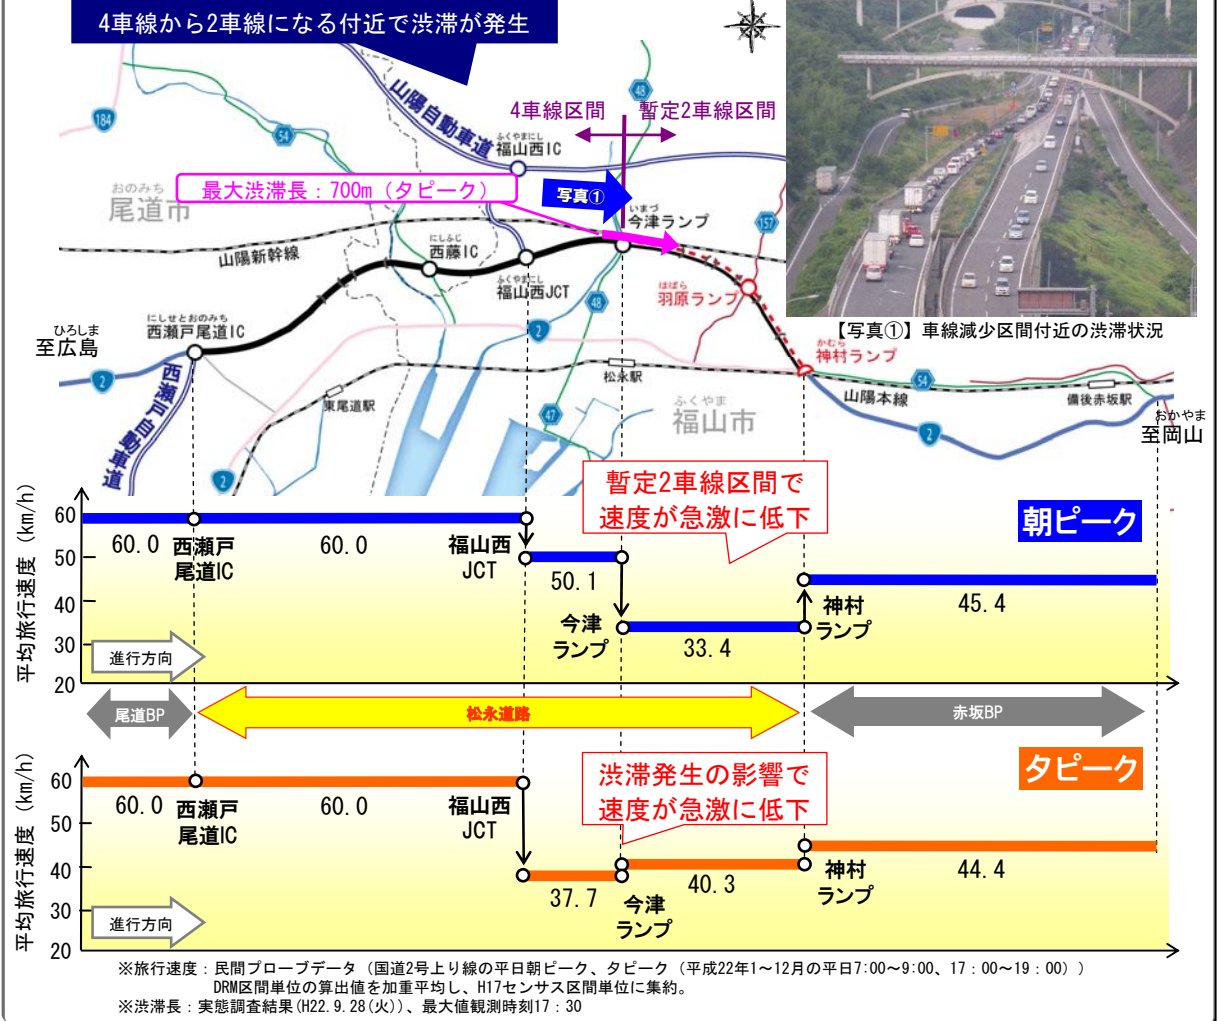 4車線から2車線になる付近で渋滞が発生
184
54
48
山陽自動車道
ふくやまにし
福山西IC
4車線区間
暫定2車線区間
おのみち
尾道市
最大渋滞長：700m（夕ピーク）
写真①
いまづ
今津ランプ
157
山陽新幹線
にしふじ
西藤IC
ふくやまにし
福山西JCT
48
はばら
羽原ランプ
【写真①】車線減少区間付近の渋滞状況
ひろしま
至広島
にしせとおのみち
西瀬戸尾道IC
2
かむら
神村ランプ
2
西瀬戸自動車道
東尾道駅
松永駅
54
山陽本線
備後赤坂駅
ふくやま
福山市
47
2
おかやま
至岡山
2
暫定2車線区間で
速度が急激に低下
朝ピーク
平均旅行速度（km/h）
60
50
40
30
20
60.0
西瀬戸
尾道IC
60.0
福山西
JCT
50.1
今津
ランプ
33.4
神村
ランプ
45.4
進行方向
尾道BP
松永道路
赤坂BP
渋滞発生の影響で
速度が急激に低下
夕ピーク
平均旅行速度（km/h）
60
50
40
30
20
60.0
西瀬戸
尾道IC
60.0
福山西
JCT
37.7
今津
ランプ
40.3
神村
ランプ
44.4
進行方向
※旅行速度：民間プローブデータ（国道2号上り線の平日朝ピーク、夕ピーク（平成22年1～12月の平日7:00～9:00、17：00～19：00））
DRM区間単位の算出値を加重平均し、H17センサス区間単位に集約。
※渋滞長：実態調査結果(H22.9.28(火))、最大値観測時刻17：30